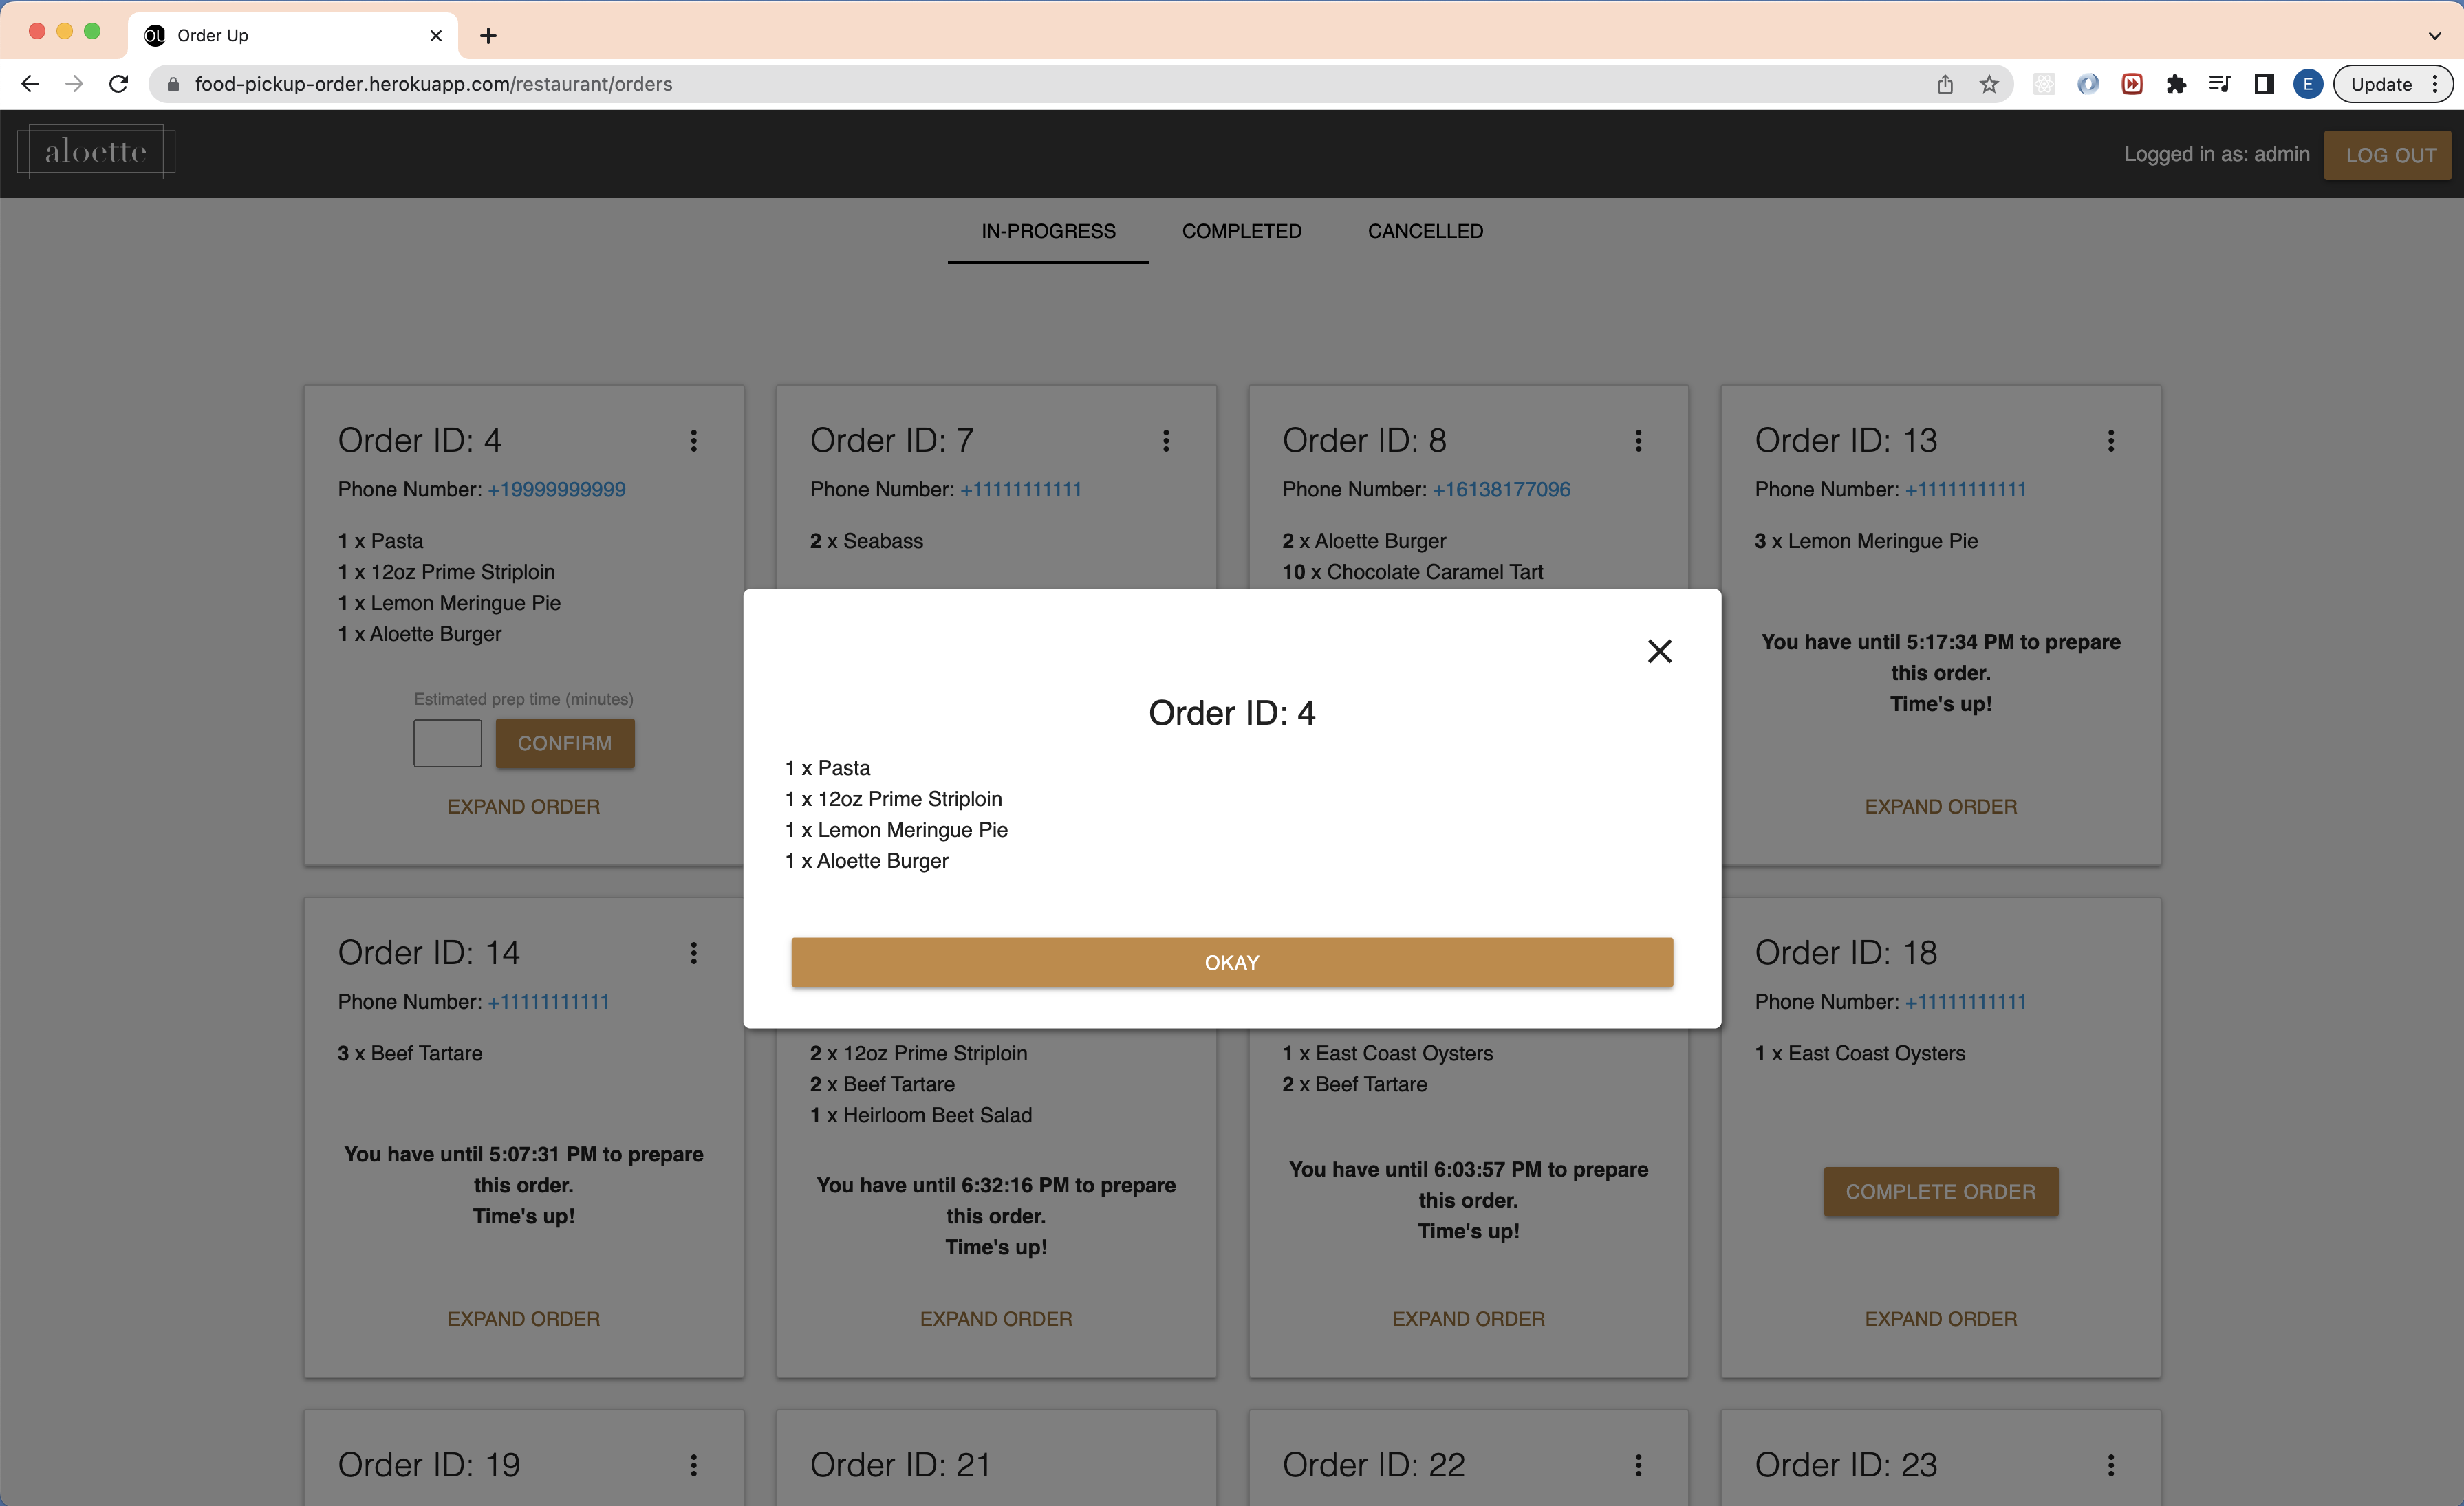 OU Order Up
food-pickup-order.herokuapp.com/restaurant/orders
E
Update
aloette
Logged in as: admin
LOG OUT
IN-PROGRESS COMPLETED CANCELLED
Order ID: 4
Phone Number: +19999999999
1 x Pasta
1 x 12oz Prime Striploin
1 x Lemon Meringue Pie
1 x Aloette Burger
Estimated prep time (minutes)
CONFIRM
EXPAND ORDER
Order ID: 7
Phone Number: +11111111111
2 x Seabass
Order ID: 8
Phone Number: +16138177096
2 x Aloette Burger
10 x Chocolate Caramel Tart
Order ID: 13
Phone Number: +11111111111
3 x Lemon Meringue Pie
You have until 5:17:34 PM to prepare
this order.
Time's up!
EXPAND ORDER
Order ID: 4
1 x Pasta
1 x 12oz Prime Striploin
1 x Lemon Meringue Pie
1 x Aloette Burger
OKAY
Order ID: 14
Phone Number: +11111111111
3 x Beef Tartare
You have until 5:07:31 PM to prepare
this order.
Time's up!
EXPAND ORDER
2 x 12oz Prime Striploin
2 x Beef Tartare
1 x Heirloom Beet Salad
You have until 6:32:16 PM to prepare
this order.
Time's up!
EXPAND ORDER
1 x East Coast Oysters
2 x Beef Tartare
You have until 6:03:57 PM to prepare
this order.
Time's up!
EXPAND ORDER
Order ID: 18
Phone Number: +11111111111
1 x East Coast Oysters
COMPLETE ORDER
EXPAND ORDER
Order ID: 19
Order ID: 21
Order ID: 22
Order ID: 23